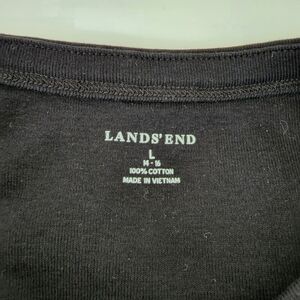 LANDS' END
L
14 - 16
100% COTTON
MADE IN VIETNAM